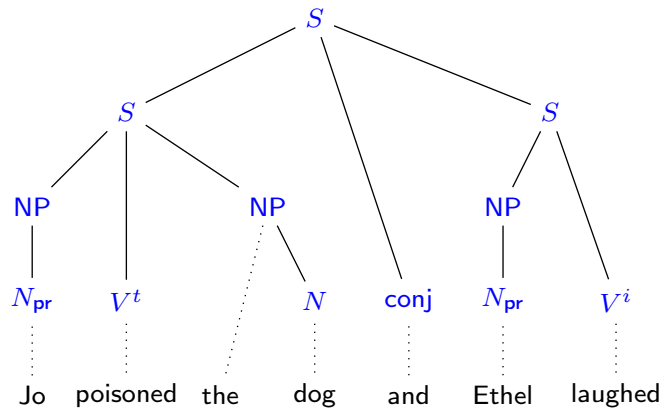 S
S S
NP NP NP
N_pr V^t N conj N_pr V^i
Jo poisoned the dog and Ethel laughed